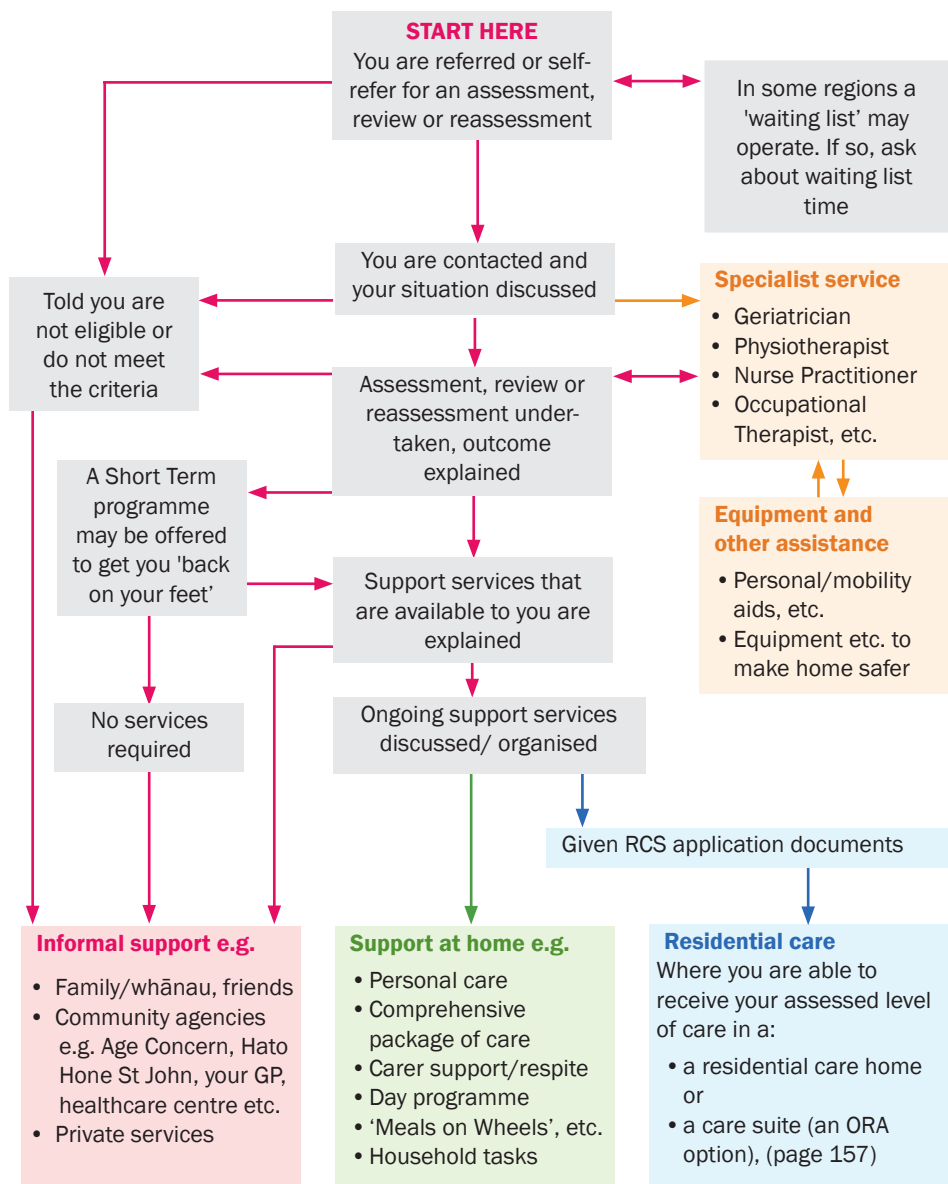 START HERE
You are referred or self-
refer for an assessment,
review or reassessment
In some regions a
'waiting list’ may
operate. If so, ask
about waiting list
time
You are contacted and
your situation discussed
Told you are
not eligible or
do not meet
the criteria
Specialist service
• Geriatrician
• Physiotherapist
• Nurse Practitioner
• Occupational
Therapist, etc.
Assessment, review or
reassessment under-
taken, outcome
explained
A Short Term
programme
may be offered
to get you 'back
on your feet’
Equipment and
other assistance
• Personal/mobility
aids, etc.
• Equipment etc. to
make home safer
Support services that
are available to you are
explained
No services
required
Ongoing support services
discussed/ organised
Given RCS application documents
Informal support e.g.
• Family/whānau, friends
• Community agencies
e.g. Age Concern, Hato
Hone St John, your GP,
healthcare centre etc.
• Private services
Support at home e.g.
• Personal care
• Comprehensive
package of care
• Carer support/respite
• Day programme
• ‘Meals on Wheels’, etc.
• Household tasks
Residential care
Where you are able to
receive your assessed level
of care in a:
• a residential care home
or
• a care suite (an ORA
option), (page 157)